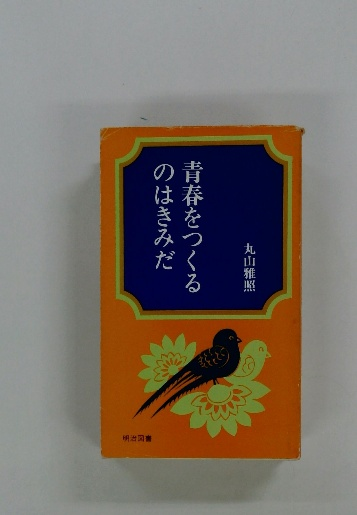 青春をつくる
のはきみだ
丸山雅照
明治図書